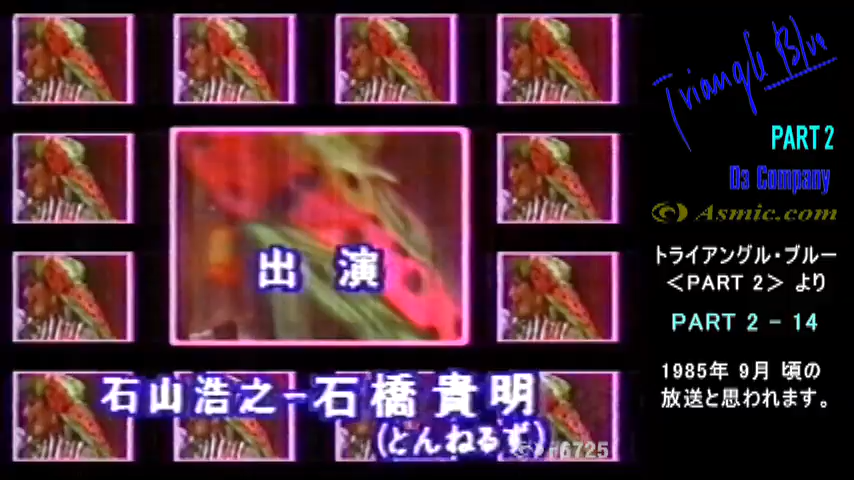 出演
石山浩之-石橋貴明
(とんねるず)
Triangle Blue
PART 2
D3 Company
Asmic.com
トライアングル・ブルー
＜PART 2＞ より
PART 2 - 14
1985年 9月 頃の
放送と思われます。